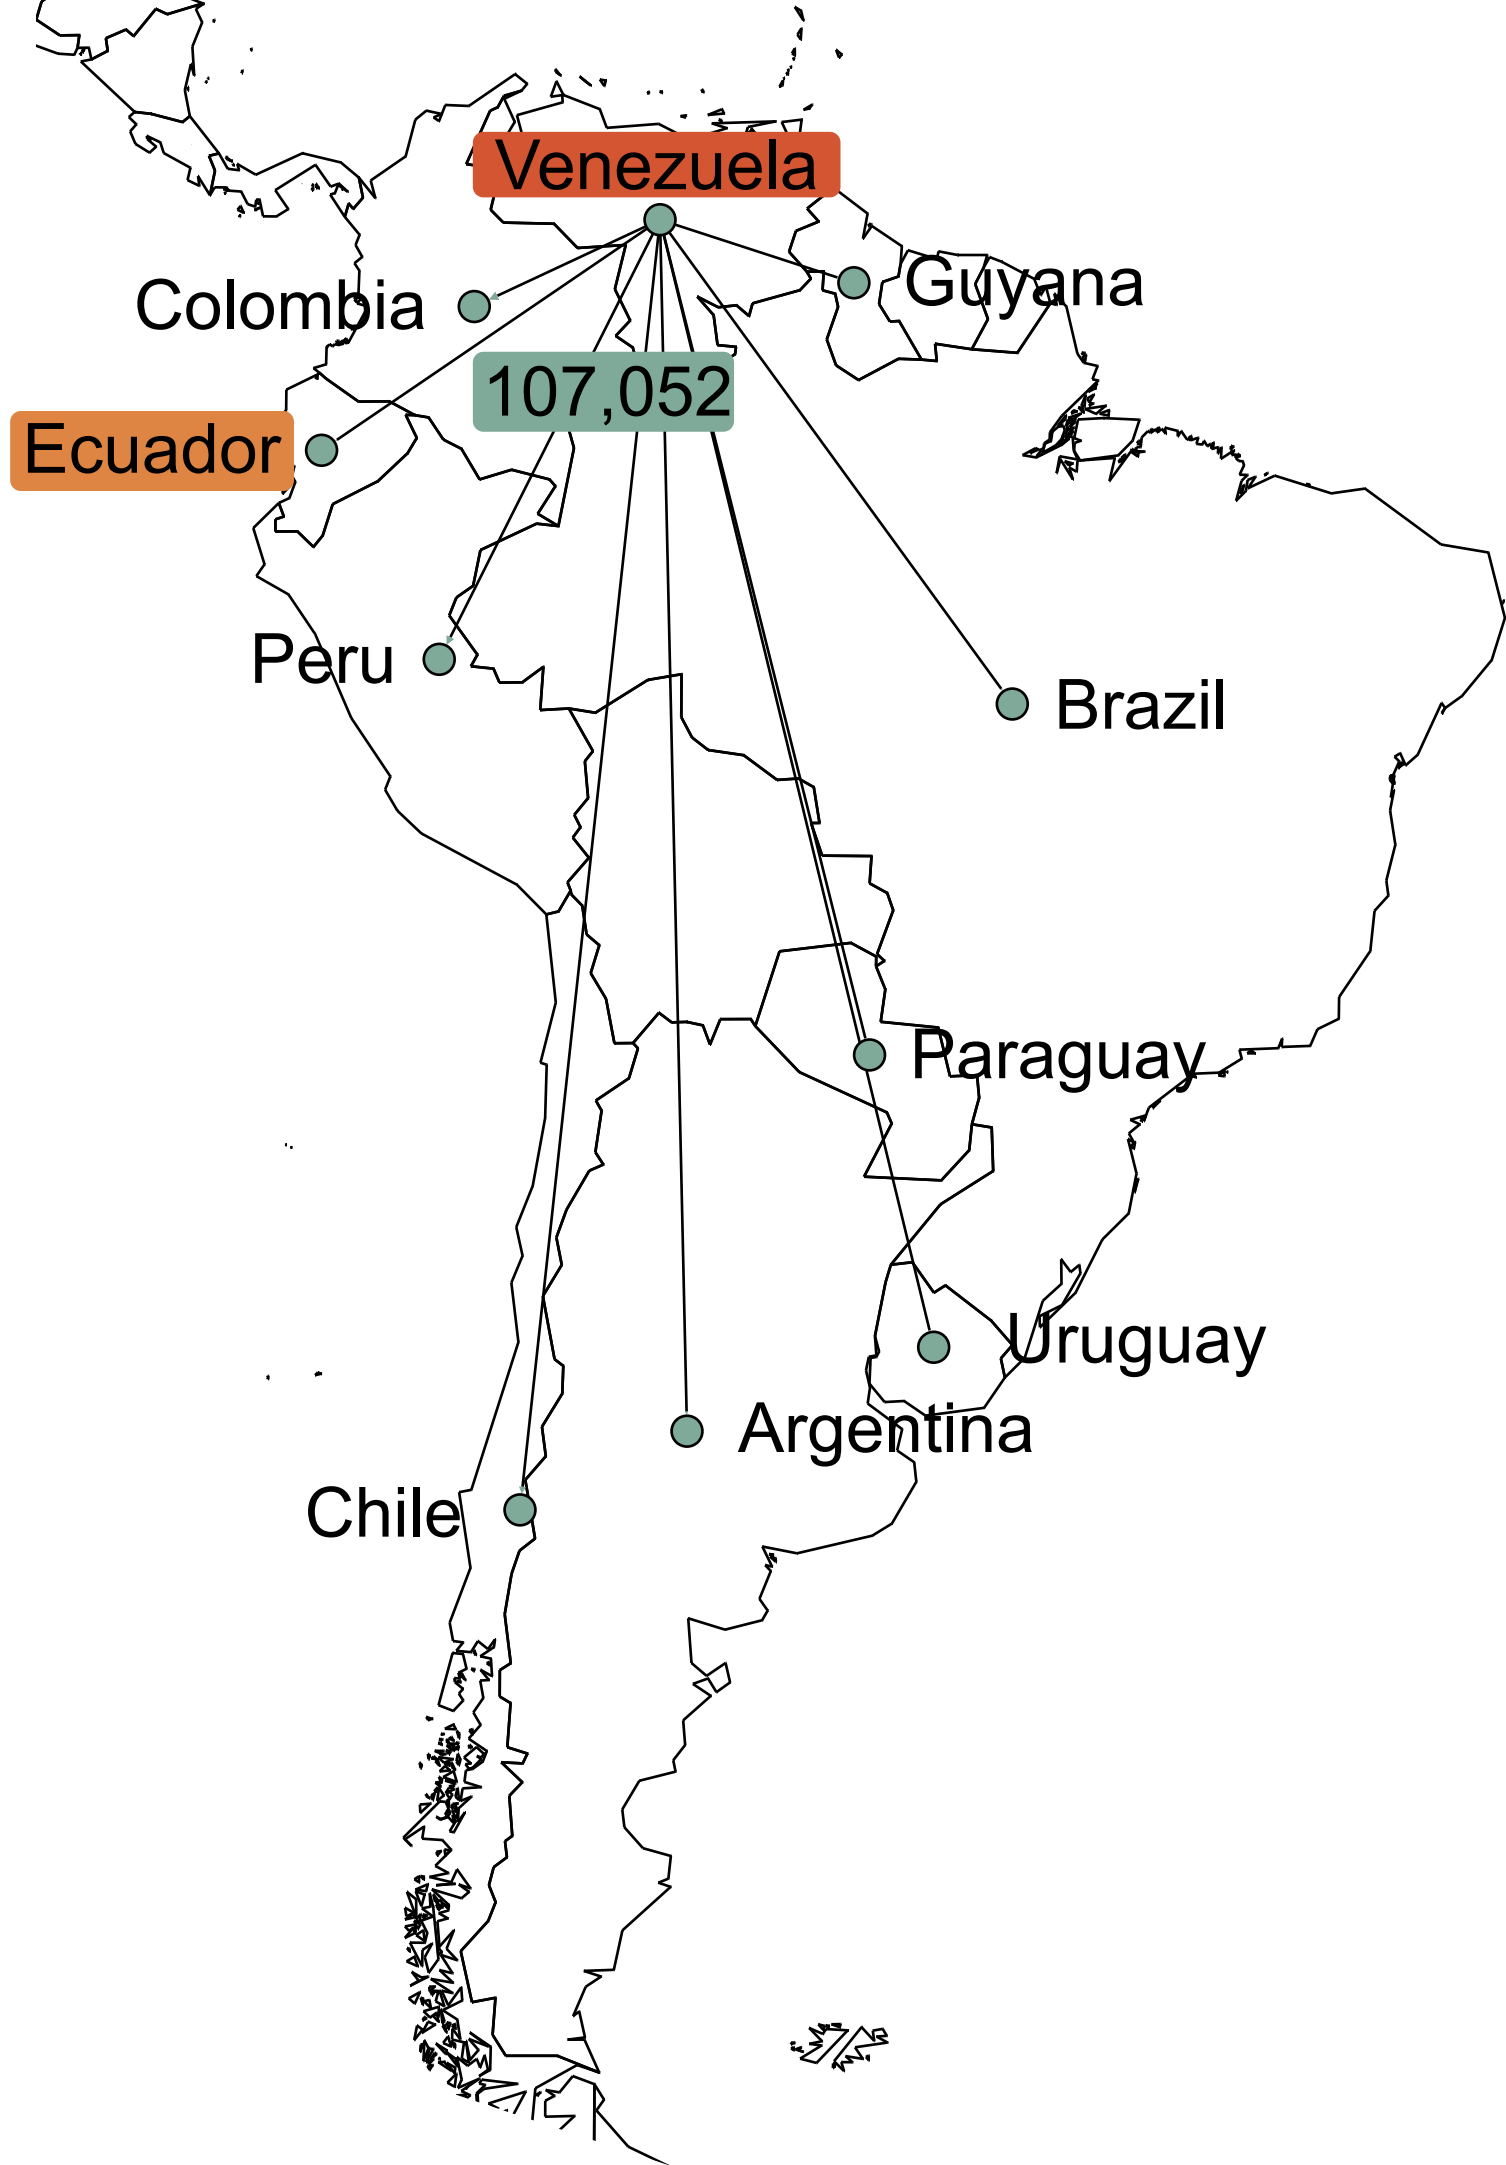 Venezuela
Guyana
Colombia
107,052
Ecuador
Peru
Brazil
Paraguay
Uruguay
Argentina
Chile